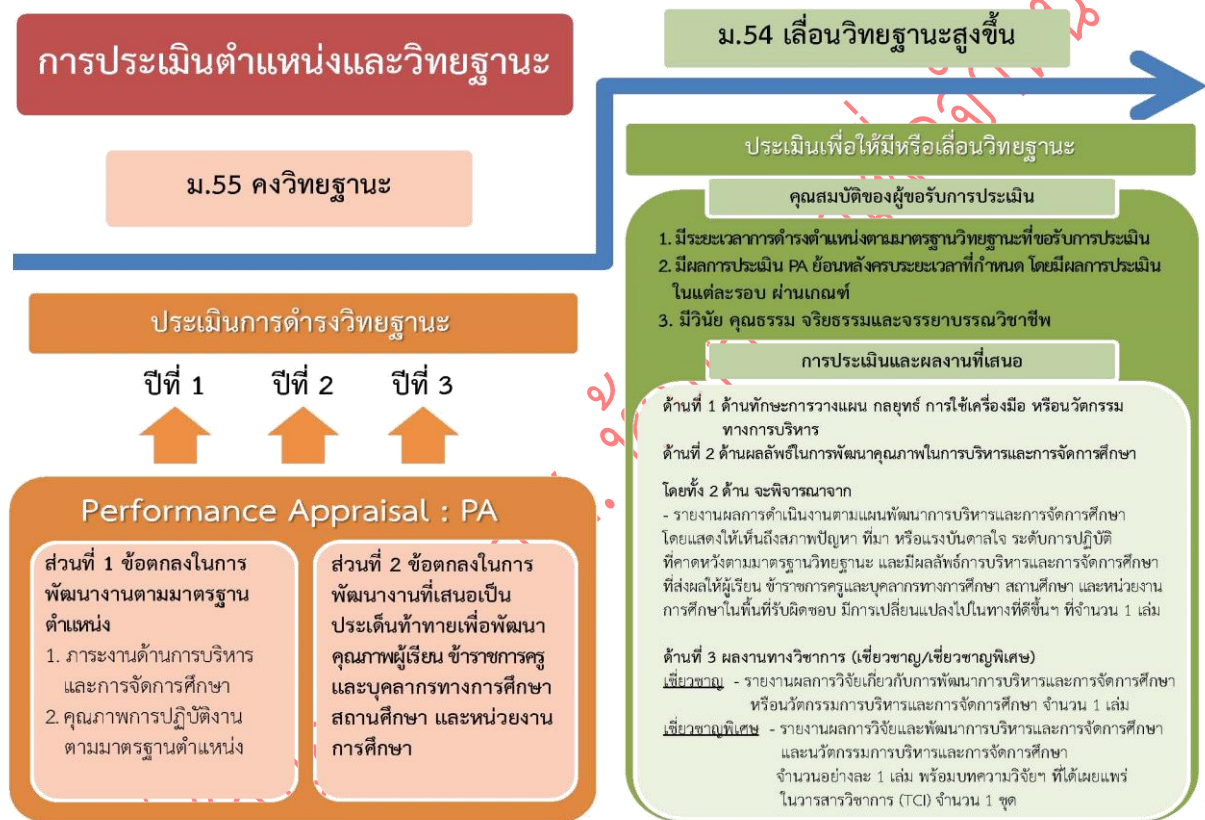 การประเมินตำแหน่งและวิทยฐานะ
ม.55 คงวิทยฐานะ
ประเมินการดำรงวิทยฐานะ
ปีที่ 1 ปีที่ 2 ปีที่ 3
Performance Appraisal : PA
ส่วนที่ 1 ข้อตกลงในการ
พัฒนางานตามมาตรฐาน
ตำแหน่ง
1. ภาระงานด้านการบริหาร
และการจัดการศึกษา
2. คุณภาพการปฏิบัติงาน
ตามมาตรฐานตำแหน่ง
ส่วนที่ 2 ข้อตกลงในการ
พัฒนางานที่เสนอเป็น
ประเด็นท้าทายเพื่อพัฒนา
คุณภาพผู้เรียน ข้าราชการครู
และบุคลากรทางการศึกษา
สถานศึกษา และหน่วยงาน
การศึกษา
ม.54 เลื่อนวิทยฐานะสูงขึ้น
ประเมินเพื่อให้มีหรือเลื่อนวิทยฐานะ
คุณสมบัติของผู้ขอรับการประเมิน
1. มีระยะเวลาการดำรงตำแหน่งตามมาตรฐานวิทยฐานะที่ขอรับการประเมิน
2. มีผลการประเมิน PA ย้อนหลังครบระยะเวลาที่กำหนด โดยมีผลการประเมิน
ในแต่ละรอบ ผ่านเกณฑ์
3. มีวินัย คุณธรรม จริยธรรมและจรรยาบรรณวิชาชีพ
การประเมินและผลงานที่เสนอ
ด้านที่ 1 ด้านทักษะการวางแผน กลยุทธ์ การใช้เครื่องมือ หรือนวัตกรรม
ทางการบริหาร
ด้านที่ 2 ด้านผลลัพธ์ในการพัฒนาคุณภาพในการบริหารและการจัดการศึกษา
โดยทั้ง 2 ด้าน จะพิจารณาจาก
- รายงานผลการดำเนินงานตามแผนพัฒนาการบริหารและการจัดการศึกษา
โดยแสดงให้เห็นถึงสภาพปัญหา ที่มา หรือแรงบันดาลใจ ระดับการปฏิบัติ
ที่คาดหวังตามมาตรฐานวิทยฐานะ และมีผลลัพธ์การบริหารและการจัดการศึกษา
ที่ส่งผลให้ผู้เรียน ข้าราชการครูและบุคลากรทางการศึกษา สถานศึกษา และหน่วยงาน
การศึกษาในพื้นที่รับผิดชอบ มีการเปลี่ยนแปลงไปในทางที่ดีขึ้นฯ ที่จำนวน 1 เล่ม
ด้านที่ 3 ผลงานทางวิชาการ (เชี่ยวชาญ/เชี่ยวชาญพิเศษ)
เชี่ยวชาญ - รายงานผลการวิจัยเกี่ยวกับการพัฒนาการบริหารและการจัดการศึกษา
หรือนวัตกรรมการบริหารและการจัดการศึกษา จำนวน 1 เล่ม
เชี่ยวชาญพิเศษ - รายงานผลการวิจัยและพัฒนาการบริหารและการจัดการศึกษา
และนวัตกรรมการบริหารและการจัดการศึกษา
จำนวนอย่างละ 1 เล่ม พร้อมบทความวิจัยฯ ที่ได้เผยแพร่
ในวารสารวิชาการ (TCI) จำนวน 1 ชุด